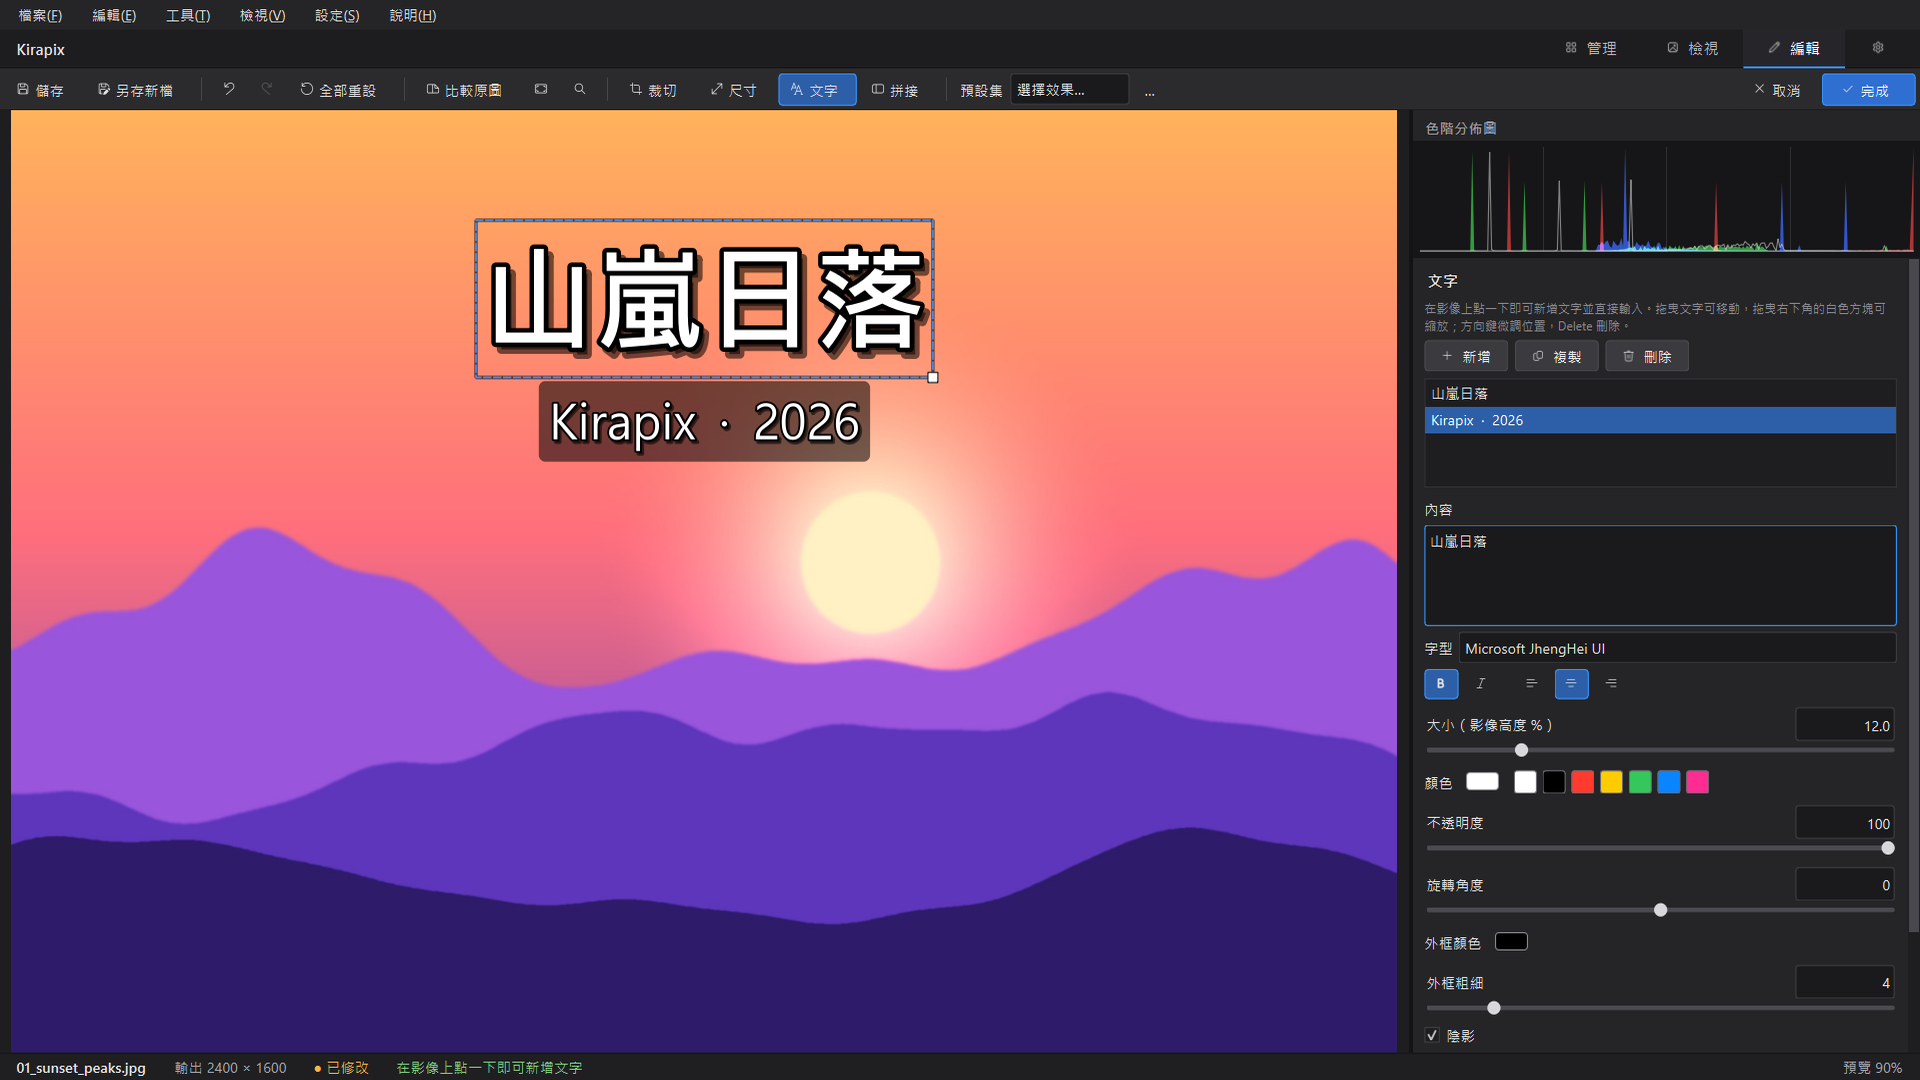 檔案(F) 編輯(E) 工具(T) 檢視(V) 設定(S) 說明(H)
Kirapix 管理 檢視 編輯
儲存 另存新檔 全部重設 比較原圖 裁切 尺寸 文字 拼接 預設集 選擇效果... ... 取消 完成
山嵐日落
Kirapix · 2026
色階分佈圖
文字
在影像上點一下即可新增文字並直接輸入。拖曳文字可移動，拖曳右下角的白色方塊可
縮放；方向鍵微調位置，Delete 刪除。
新增 複製 刪除
山嵐日落
Kirapix · 2026
內容
山嵐日落
字型 Microsoft JhengHei UI
B I
大小 ( 影像高度 % ) 12.0
顏色
不透明度 100
旋轉角度 0
外框顏色
外框粗細 4
陰影
01_sunset_peaks.jpg 輸出 2400 × 1600 已修改 在影像上點一下即可新增文字 預覽 90%